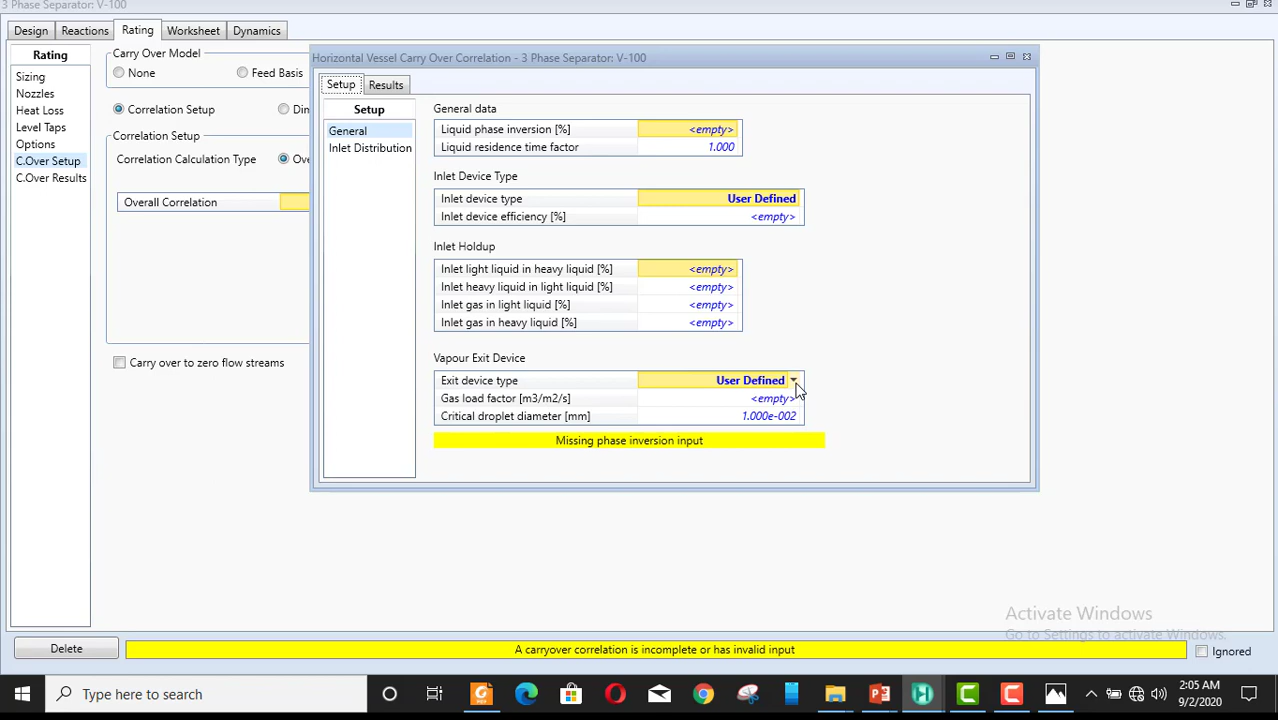 3 Phase Separator: V-100
Design Reactions Rating Worksheet Dynamics
Rating
Sizing
Nozzles
Heat Loss
Level Taps
Options
C.Over Setup
C.Over Results
Carry Over Model
None Feed Basis
Correlation Setup Din
Correlation Setup
Correlation Calculation Type Ove
Overall Correlation
Carry over to zero flow streams
Horizontal Vessel Carry Over Correlation - 3 Phase Separator: V-100
Setup Results
Setup
General
Inlet Distribution
General data
Liquid phase inversion [%] <empty>
Liquid residence time factor 1.000
Inlet Device Type
Inlet device type User Defined
Inlet device efficiency [%] <empty>
Inlet Holdup
Inlet light liquid in heavy liquid [%] <empty>
Inlet heavy liquid in light liquid [%] <empty>
Inlet gas in light liquid [%] <empty>
Inlet gas in heavy liquid [%] <empty>
Vapour Exit Device
Exit device type User Defined
Gas load factor [m3/m2/s] <empty>
Critical droplet diameter [mm] 1.000e-002
Missing phase inversion input
Activate Windows
Go to Settings to activate Windows.
Delete A carryover correlation is incomplete or has invalid input Ignored
Type here to search
2:05 AM
9/2/2020